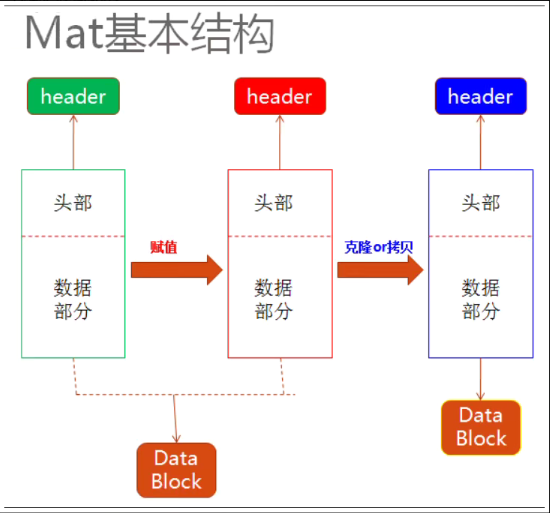 Mat基本结构
header
header
header
头部
头部
头部
赋值
克隆or拷贝
数据
部分
数据
部分
数据
部分
Data
Block
Data
Block